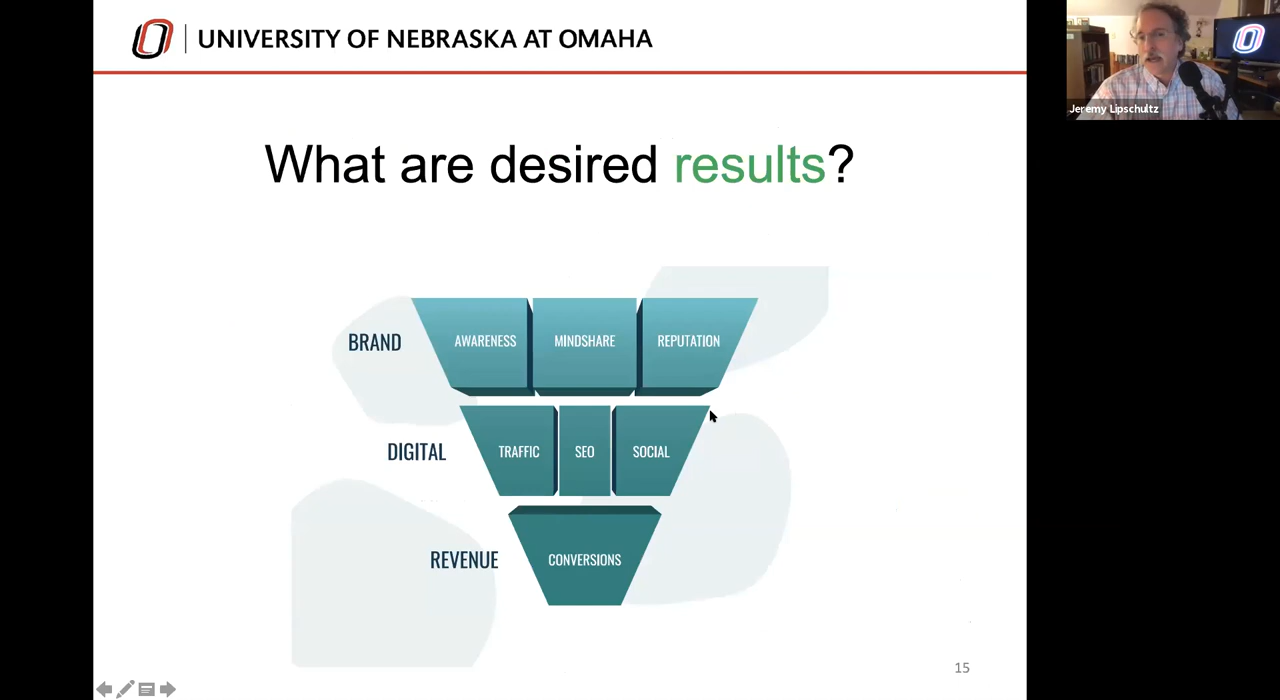 UNIVERSITY OF NEBRASKA AT OMAHA
Jeremy Lipschultz
What are desired results?
BRAND
AWARENESS
MINDSHARE
REPUTATION
DIGITAL
TRAFFIC
SEO
SOCIAL
REVENUE
CONVERSIONS
15